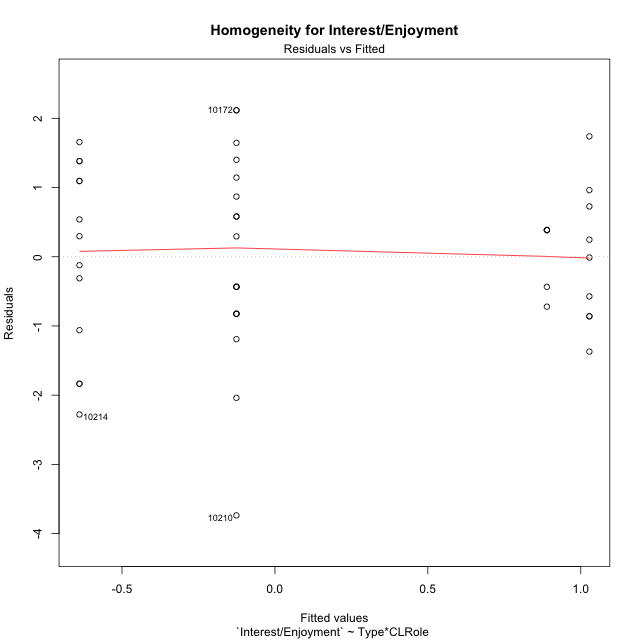 Homogeneity for Interest/Enjoyment
Residuals vs Fitted
10172
10214
10210
2
1
0
-1
-2
-3
-4
Residuals
-0.5 0.0 0.5 1.0
Fitted values
`Interest/Enjoyment` ~ Type*CLRole